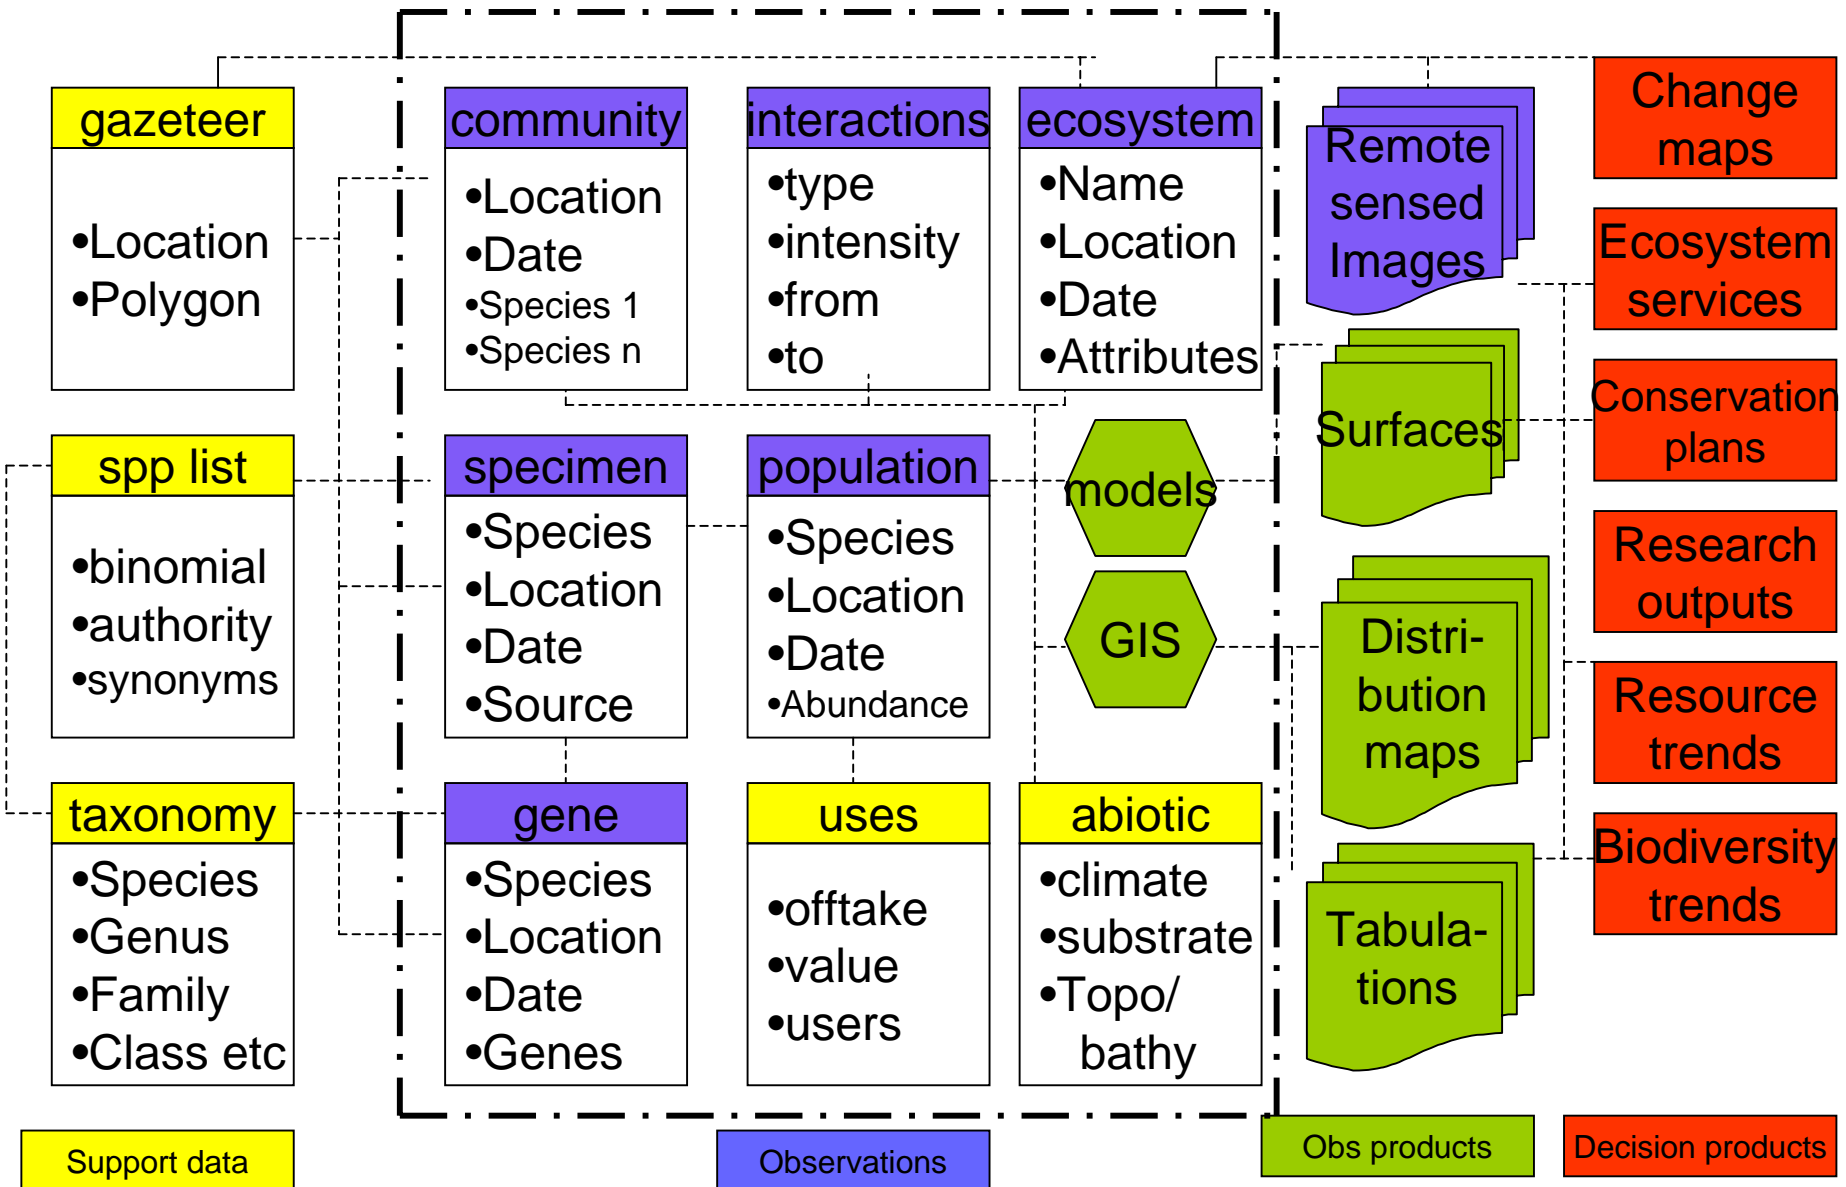 gazeteer
•Location
•Polygon
community
•Location
•Date
•Species 1
•Species n
interactions
•type
•intensity
•from
•to
ecosystem
•Name
•Location
•Date
•Attributes
Remote
sensed
Images
Change
maps
Ecosystem
services
spp list
•binomial
•authority
•synonyms
specimen
•Species
•Location
•Date
•Source
population
•Species
•Location
•Date
•Abundance
models
GIS
Surfaces
Distri-
bution
maps
Conservation
plans
Research
outputs
Resource
trends
taxonomy
•Species
•Genus
•Family
•Class etc
gene
•Species
•Location
•Date
•Genes
uses
•offtake
•value
•users
abiotic
•climate
•substrate
•Topo/
bathy
Tabula-
tions
Biodiversity
trends
Support data
Observations
Obs products
Decision products